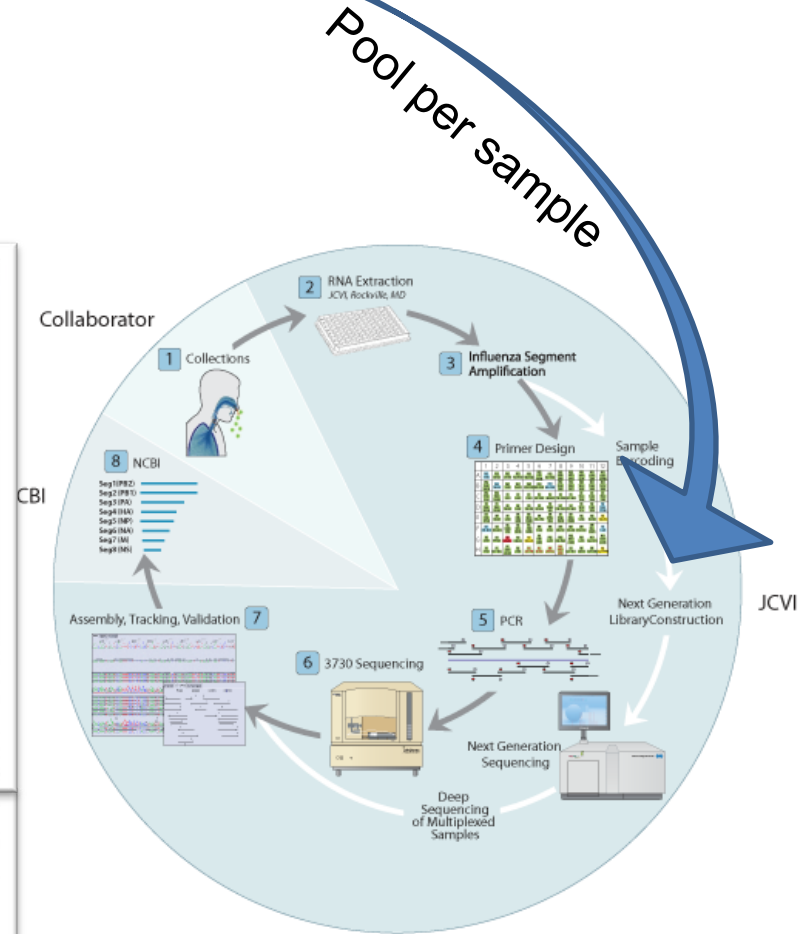 Pool per sample
Collaborator
2 RNA Extraction
JCVI, Rockville, MD
1 Collections
3 Influenza Segment
Amplification
4 Primer Design
Sample
8 NCBI
Seg1(PB2)
Seg2(PB1)
Seg3(PA)
Seg4(HA)
Seg5(NP)
Seg6(NA)
Seg7(M)
Seg8(NS)
CBI
JCVI
Next Generation
LibraryConstruction
5 PCR
Assembly, Tracking, Validation 7
6 3730 Sequencing
Next Generation
Sequencing
Deep
Sequencing
of Multiplexed
Samples